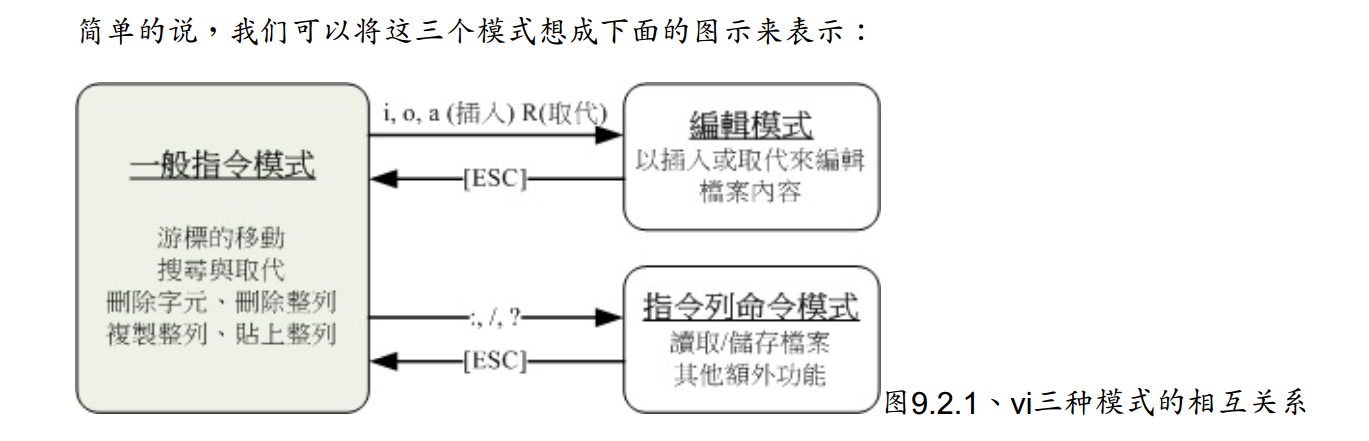 简单的说，我们可以将这三个模式想成下面的图示来表示：
一般指令模式
游標的移動
搜尋與取代
刪除字元、刪除整列
複製整列、貼上整列
i, o, a (插入) R(取代)
[ESC]
編輯模式
以插入或取代來編輯
檔案內容
:, /, ?
[ESC]
指令列命令模式
讀取/儲存檔案
其他額外功能
图9.2.1、vi三种模式的相互关系